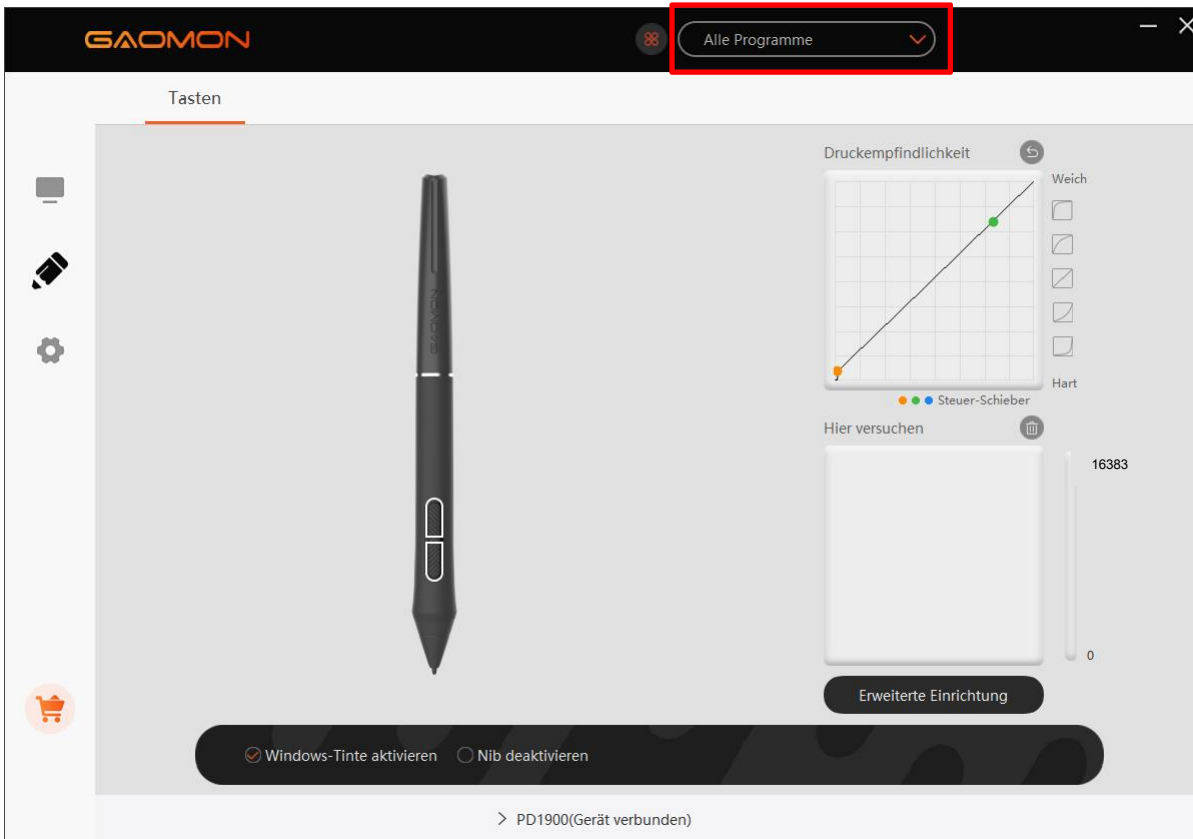 GAOMON
Alle Programme
Tasten
Druckempfindlichkeit
Weich
GAOMON
Hart
Steuer-Schieber
Hier versuchen
16383
0
Erweiterte Einrichtung
Windows-Tinte aktivieren
Nib deaktivieren
PD1900(Gerät verbunden)